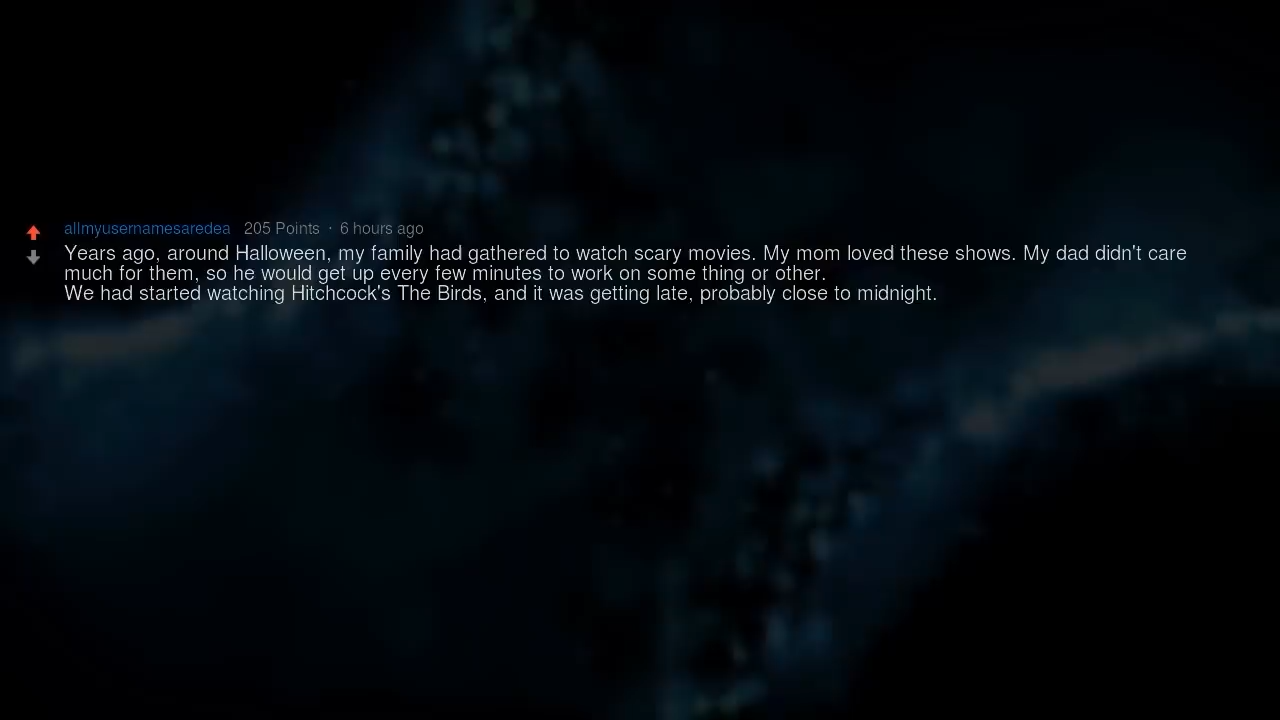 allmyusernamesaredea 205 Points · 6 hours ago
Years ago, around Halloween, my family had gathered to watch scary movies. My mom loved these shows. My dad didn't care
much for them, so he would get up every few minutes to work on some thing or other.
We had started watching Hitchcock's The Birds, and it was getting late, probably close to midnight.